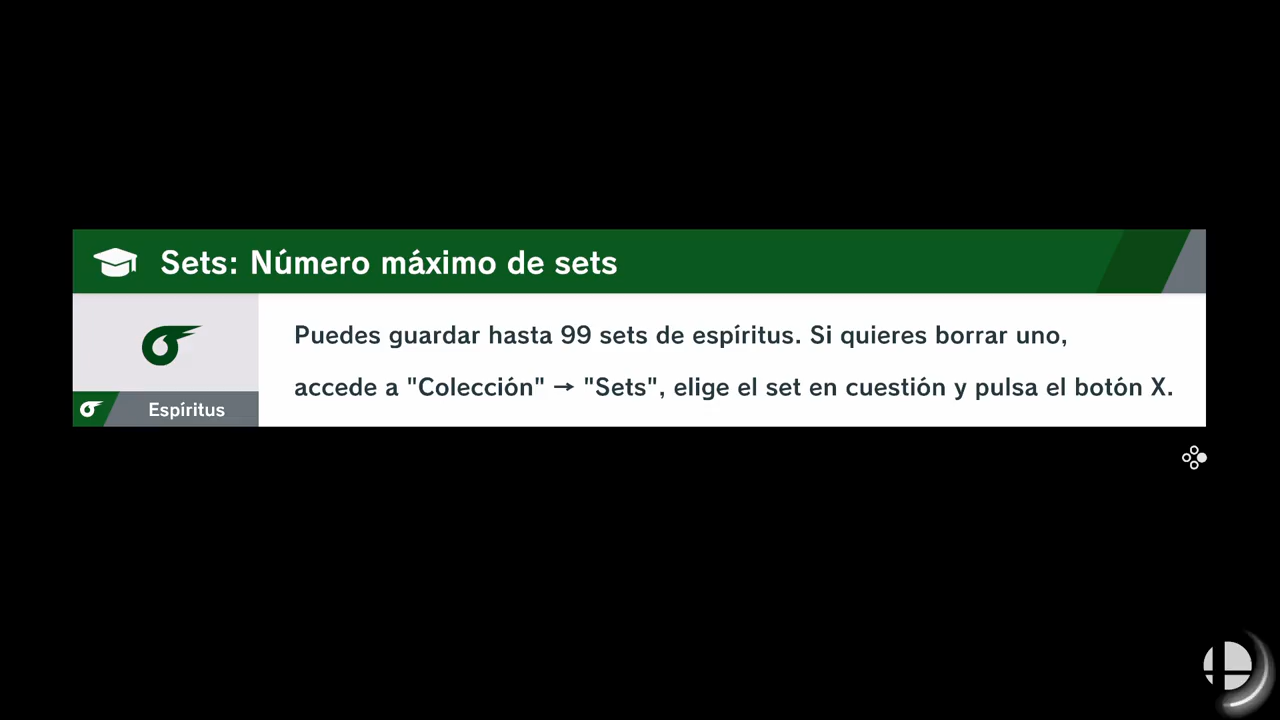 Sets: Número máximo de sets
Puedes guardar hasta 99 sets de espíritus. Si quieres borrar uno,
accede a "Colección" → "Sets", elige el set en cuestión y pulsa el botón X.
Espíritus